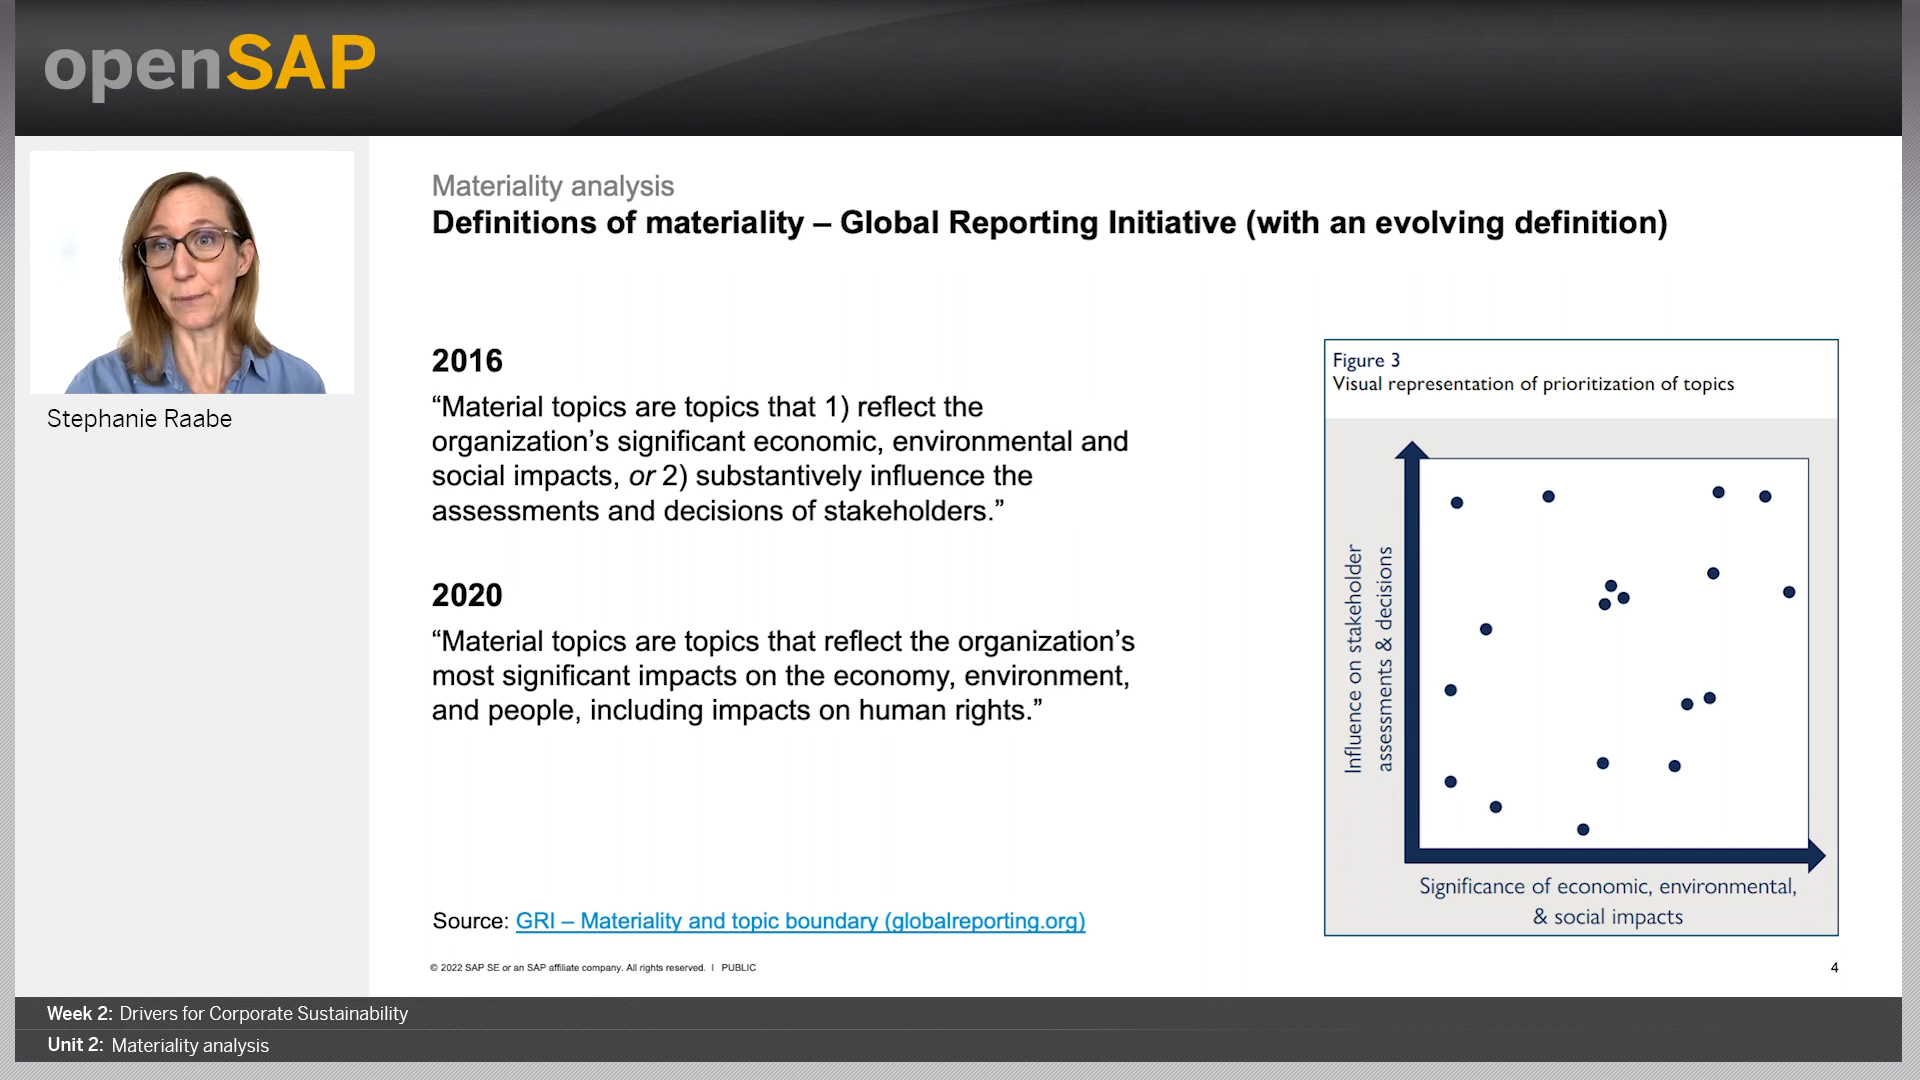 openSAP
Stephanie Raabe
Materiality analysis
Definitions of materiality – Global Reporting Initiative (with an evolving definition)
2016
“Material topics are topics that 1) reflect the
organization’s significant economic, environmental and
social impacts, or 2) substantively influence the
assessments and decisions of stakeholders.”
2020
“Material topics are topics that reflect the organization’s
most significant impacts on the economy, environment,
and people, including impacts on human rights.”
Source: GRI – Materiality and topic boundary (globalreporting.org)
Figure 3
Visual representation of prioritization of topics
Influence on stakeholder
assessments & decisions
Significance of economic, environmental,
& social impacts
© 2022 SAP SE or an SAP affiliate company. All rights reserved. I PUBLIC
4
Week 2: Drivers for Corporate Sustainability
Unit 2: Materiality analysis